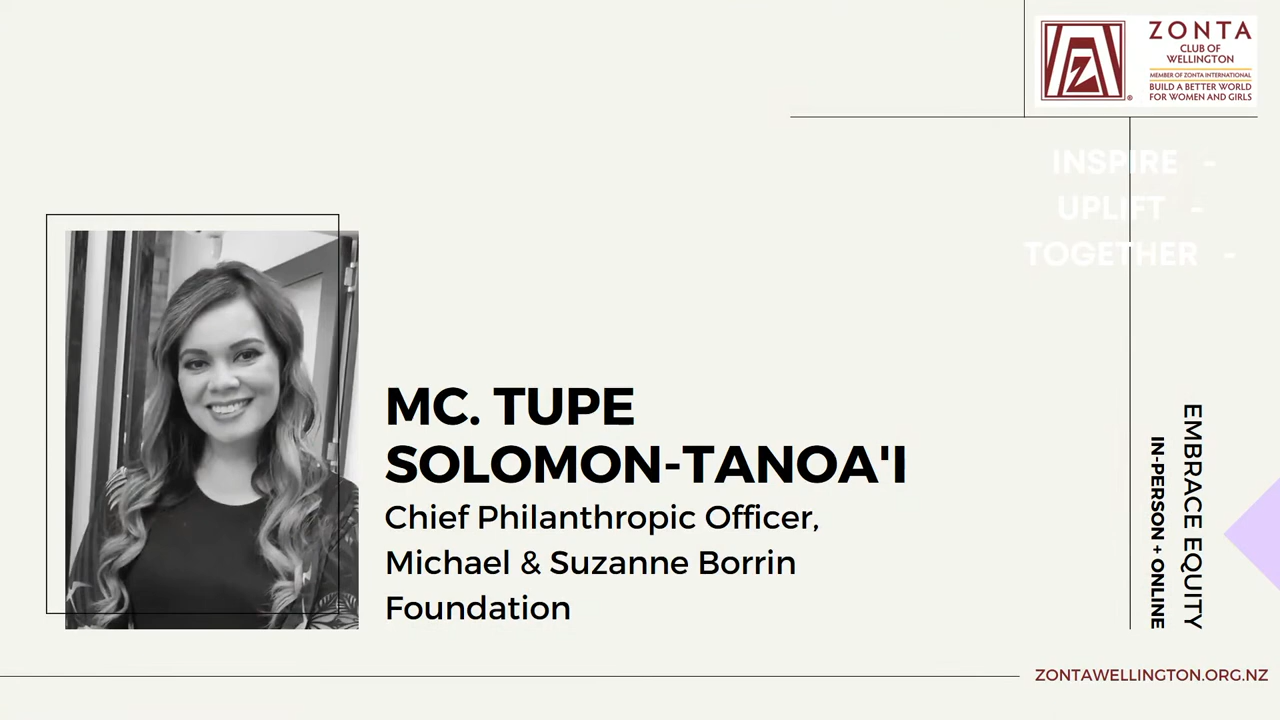 ZONTA
CLUB OF
WELLINGTON
MEMBER OF ZONTA INTERNATIONAL
BUILD A BETTER WORLD
FOR WOMEN AND GIRLS
INSPIRE -
UPLIFT -
TOGETHER -
MC. TUPE
SOLOMON-TANOA'I
Chief Philanthropic Officer,
Michael & Suzanne Borrin
Foundation
EMBRACE EQUITY
IN-PERSON + ONLINE
ZONTAWELLINGTON.ORG.NZ